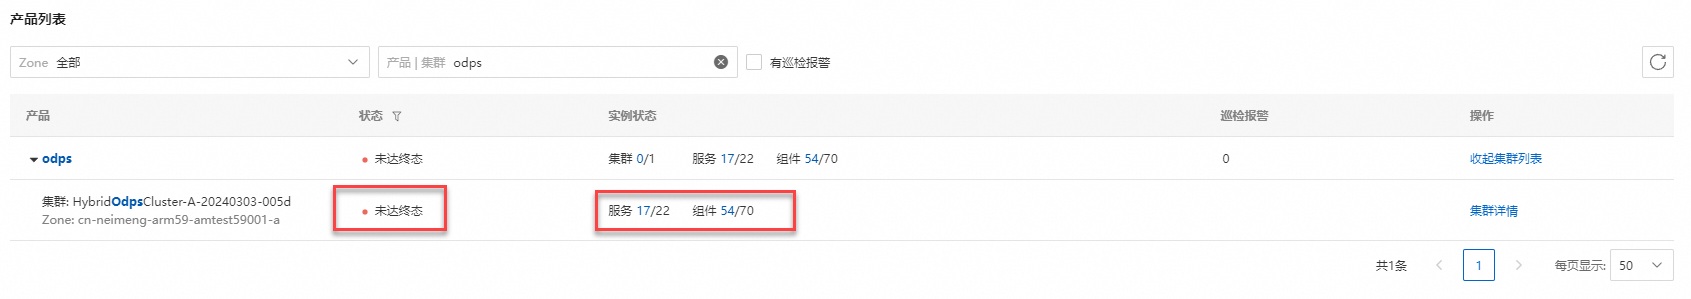 产品列表
Zone 全部 产品 | 集群 odps 有巡检报警
产品 状态 实例状态 巡检报警 操作
odps 未达终态 集群 0/1 服务 17/22 组件 54/70 0 收起集群列表
集群: HybridOdpsCluster-A-20240303-005d
Zone: cn-neimeng-arm59-amtest59001-a
未达终态 服务 17/22 组件 54/70 集群详情
共1条 1 每页显示: 50